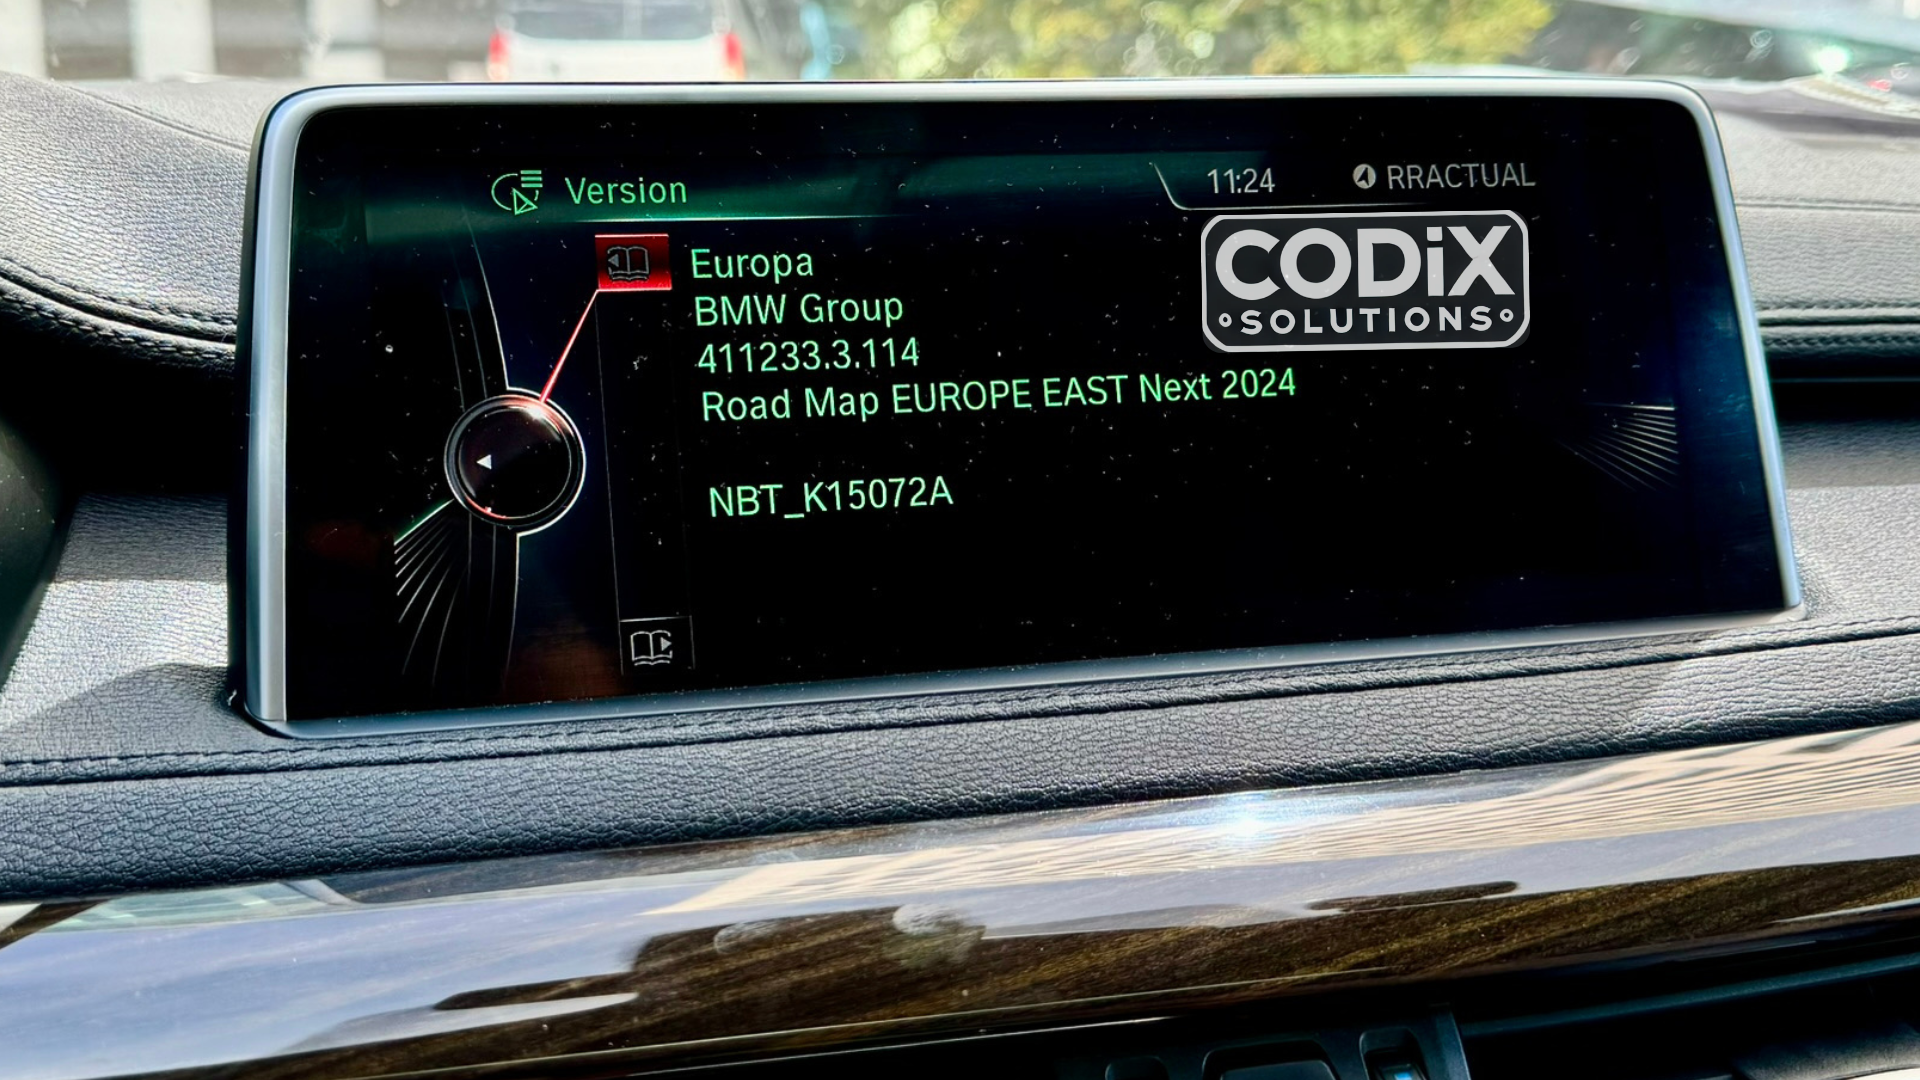 Version
11:24
RRACTUAL
Europa
BMW Group
411233.3.114
Road Map EUROPE EAST Next 2024
NBT_K15072A
CODiX
SOLUTIONS